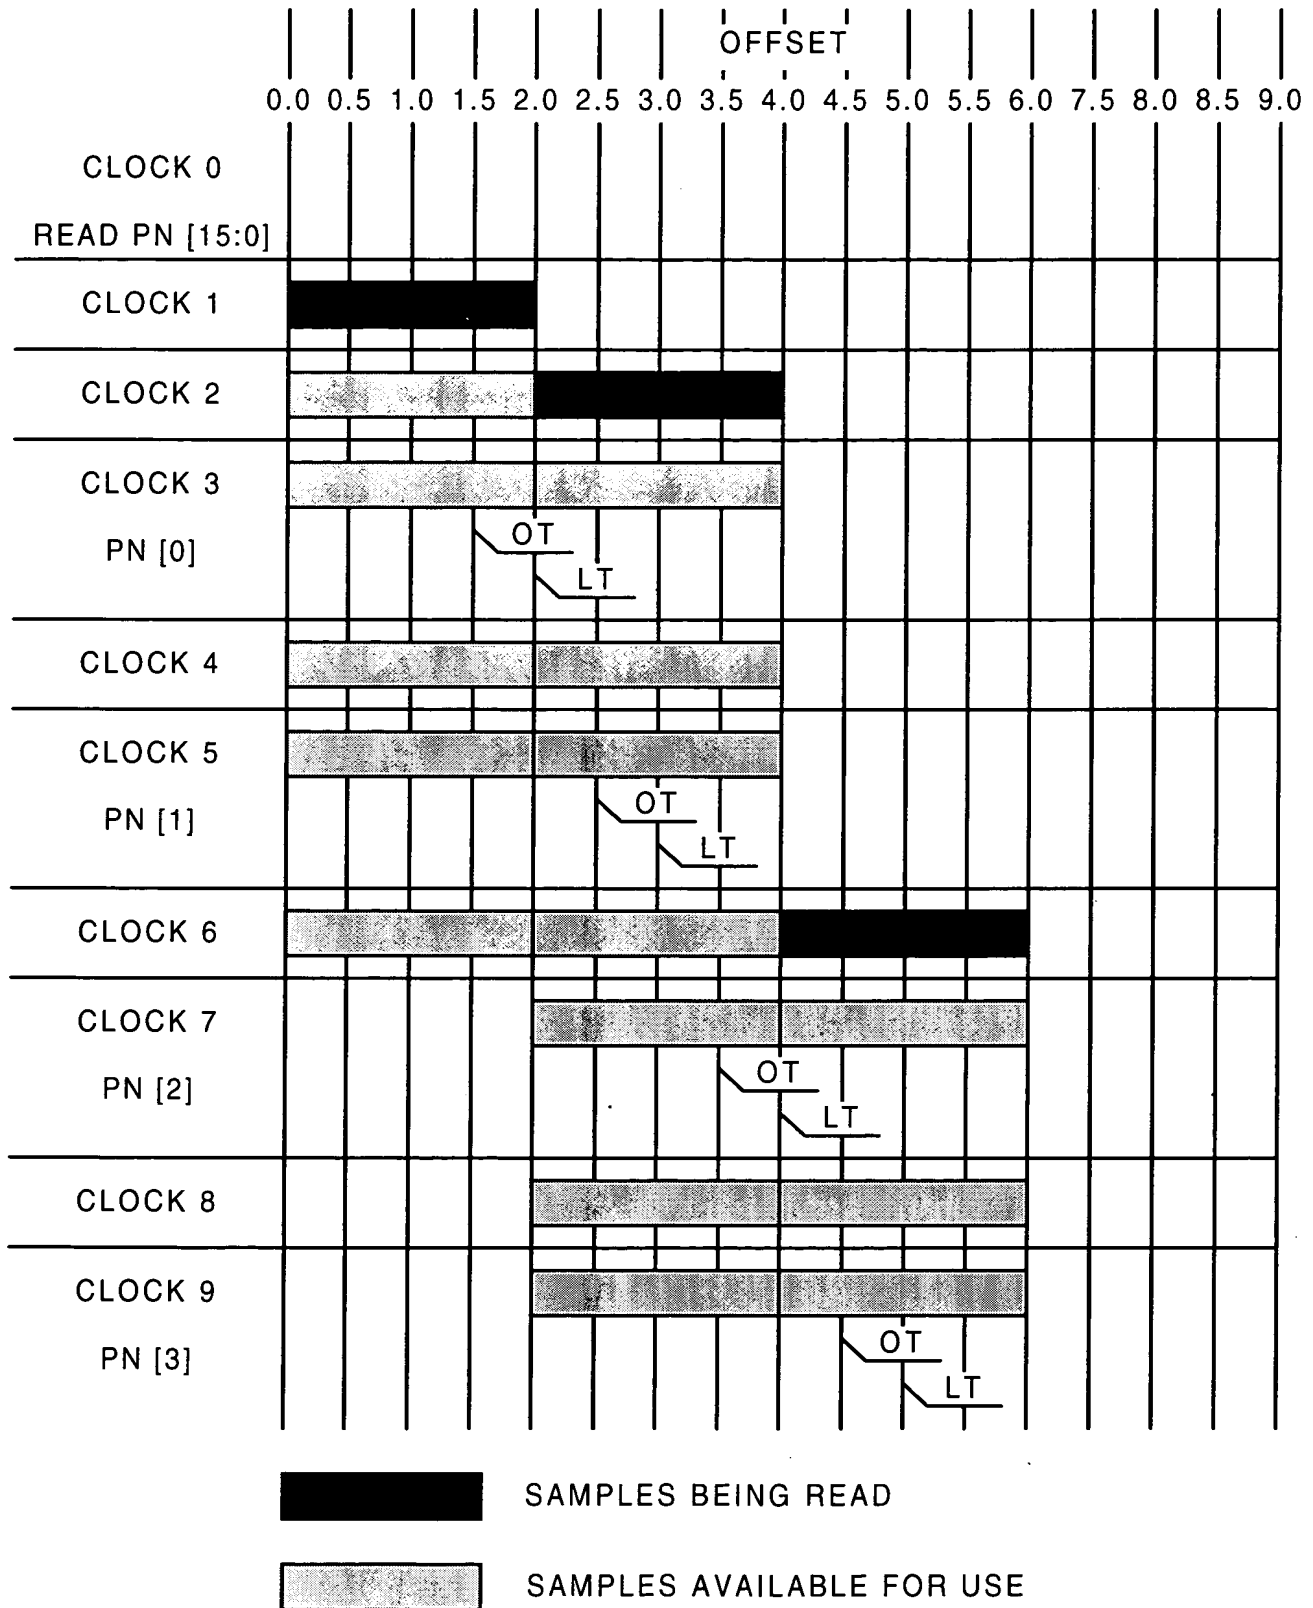 OFFSET
0.0 0.5 1.0 1.5 2.0 2.5 3.0 3.5 4.0 4.5 5.0 5.5 6.0 7.5 8.0 8.5 9.0
CLOCK 0
READ PN [15:0]
CLOCK 1
CLOCK 2
CLOCK 3
OT
PN [0]
LT
CLOCK 4
CLOCK 5
OT
PN [1]
LT
CLOCK 6
CLOCK 7
OT
PN [2]
LT
CLOCK 8
CLOCK 9
OT
PN [3]
LT
SAMPLES BEING READ
SAMPLES AVAILABLE FOR USE